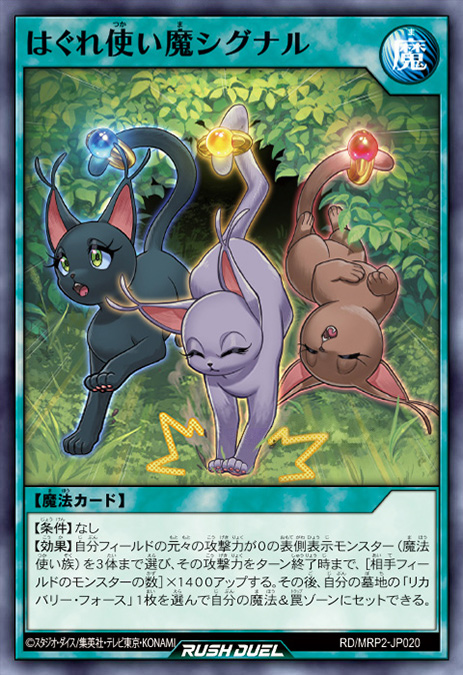 はぐれ使い魔シグナル
魔
【魔法カード】
【条件】なし
【効果】自分フィールドの元々の攻撃力が0の表側表示モンスター(魔法
使い族)を3体まで選び、その攻撃力をターン終了時まで、[相手フィー
ルドのモンスターの数]×1400アップする。その後、自分の墓地の「リカ
バリー・フォース」1枚を選んで自分の魔法&罠ゾーンにセットできる。
©スタジオ・ダイス/集英社・テレビ東京・KONAMI
RUSH DUEL
RD/MRP2-JP020